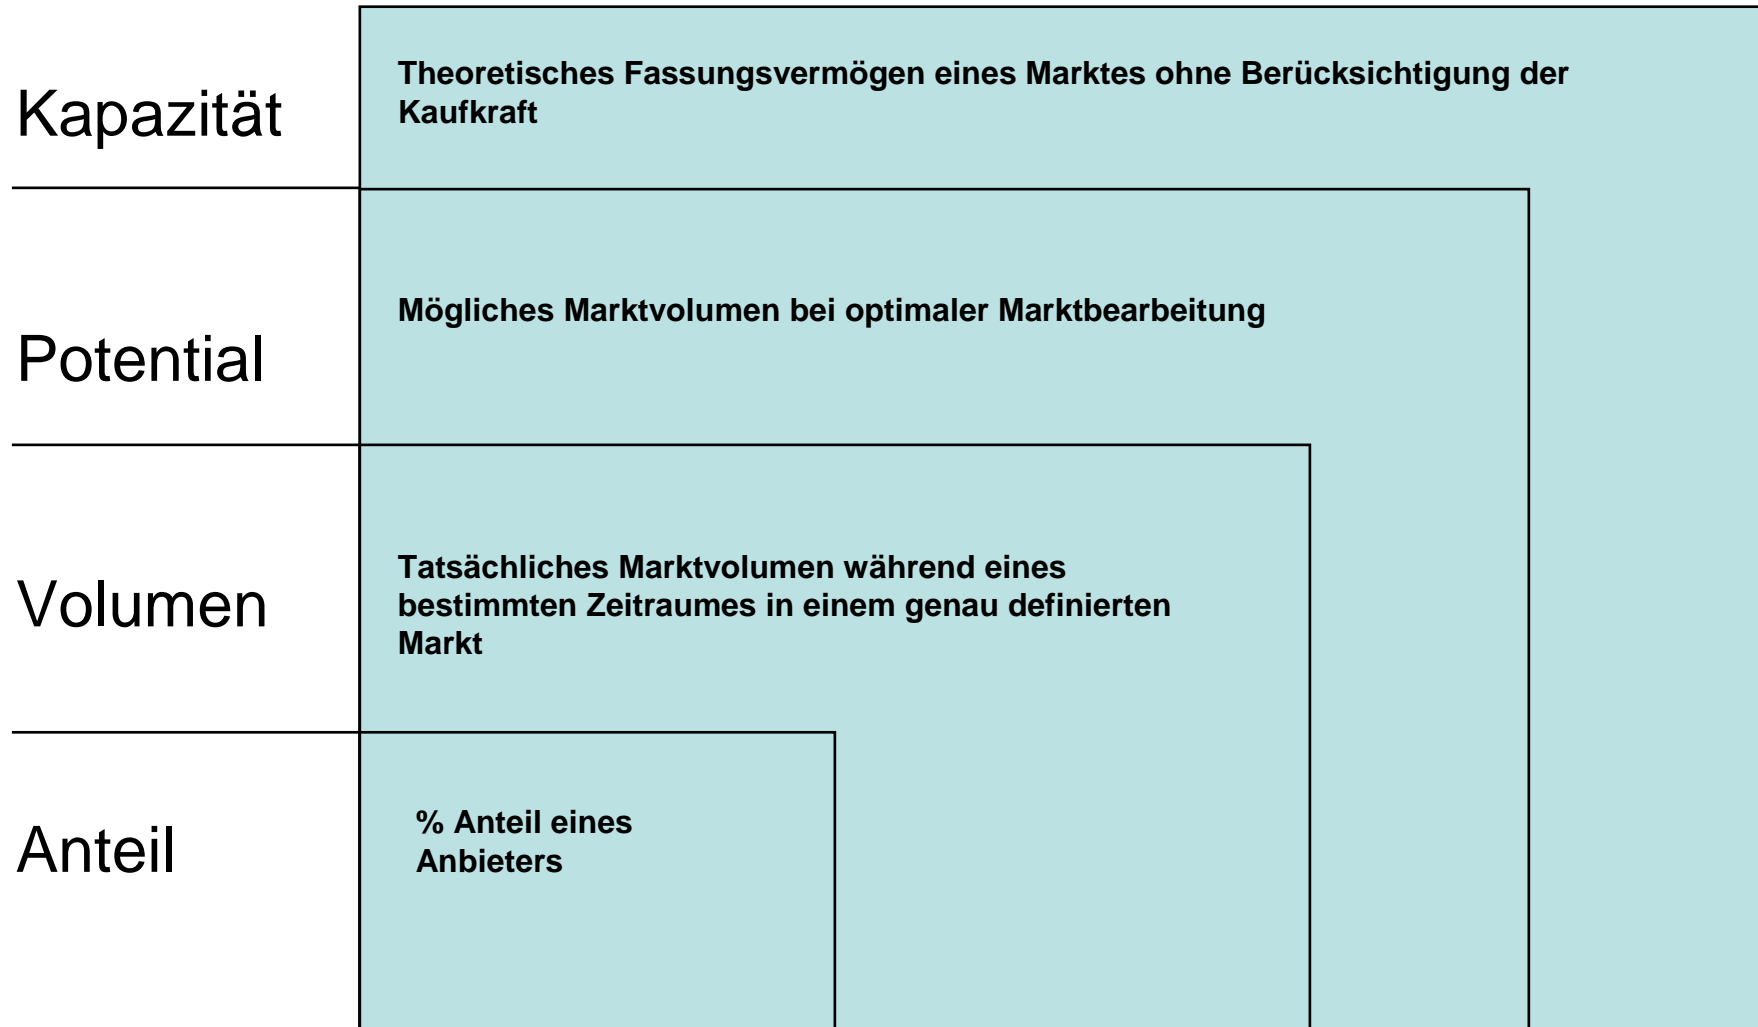 Kapazität
Theoretisches Fassungsvermögen eines Marktes ohne Berücksichtigung der
Kaufkraft
Potential
Mögliches Marktvolumen bei optimaler Marktbearbeitung
Volumen
Tatsächliches Marktvolumen während eines
bestimmten Zeitraumes in einem genau definierten
Markt
Anteil
% Anteil eines
Anbieters